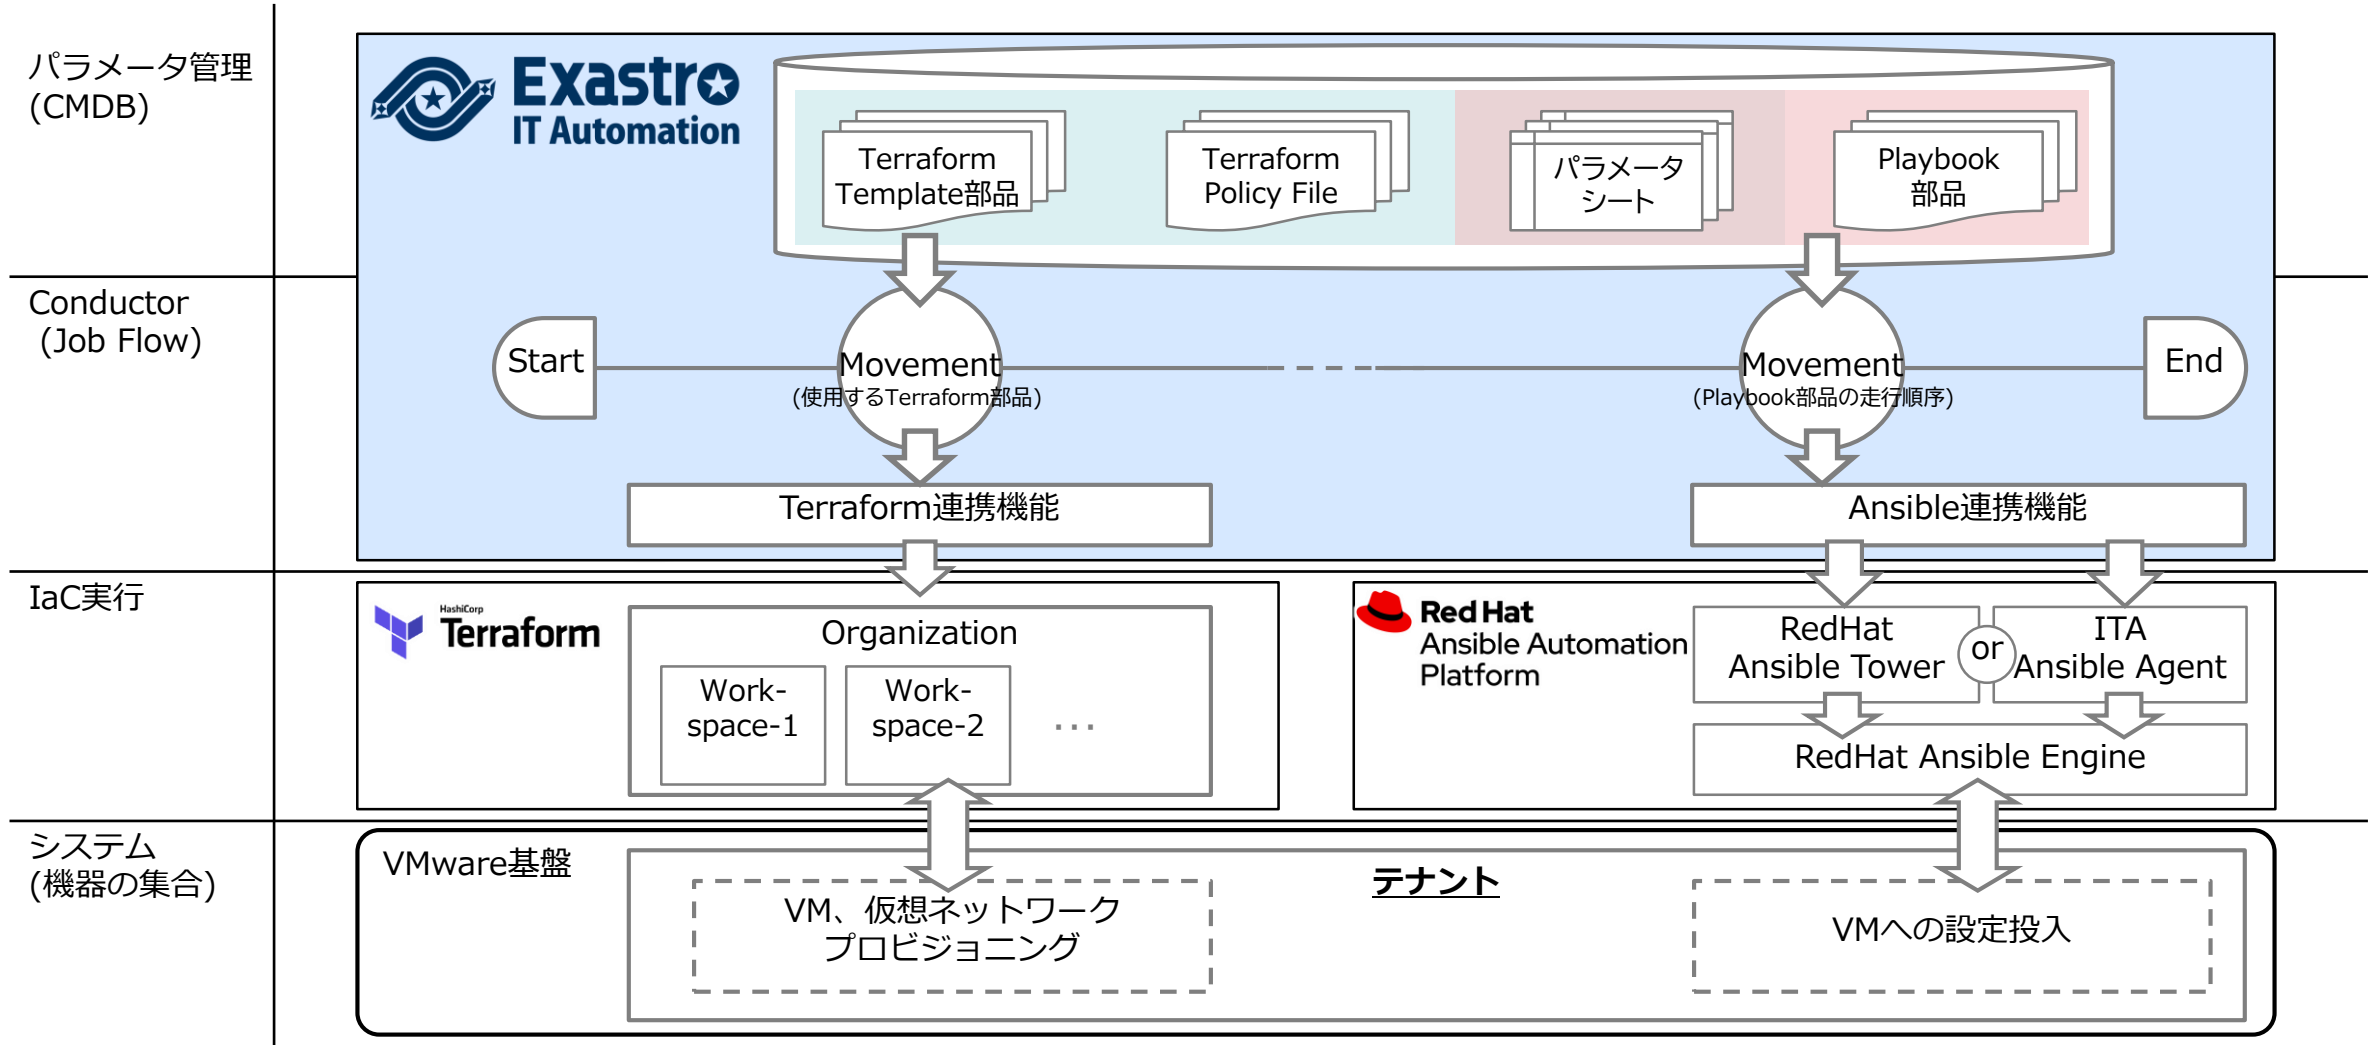 パラメータ管理
(CMDB)
Exastro
IT Automation
Terraform
Template部品
Terraform
Policy File
パラメータ
シート
Playbook
部品
Conductor
(Job Flow)
Start
Movement
(使用するTerraform部品)
Movement
(Playbook部品の走行順序)
End
Terraform連携機能
Ansible連携機能
IaC実行
HashiCorp
Terraform
Organization
Work-
space-1
Work-
space-2
...
Red Hat
Ansible Automation
Platform
RedHat
Ansible Tower
or
ITA
Ansible Agent
RedHat Ansible Engine
システム
(機器の集合)
VMware基盤
テナント
VM、仮想ネットワーク
プロビジョニング
VMへの設定投入